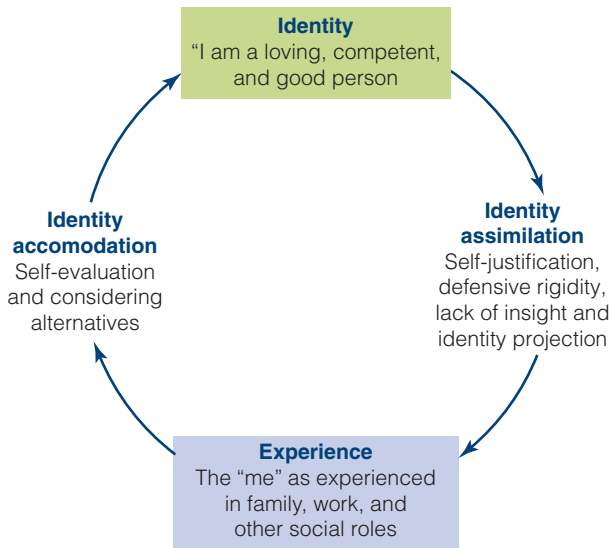 Identity
“I am a loving, competent,
and good person
Identity
assimilation
Self-justification,
defensive rigidity,
lack of insight and
identity projection
Experience
The “me” as experienced
in family, work, and
other social roles
Identity
accomodation
Self-evaluation
and considering
alternatives